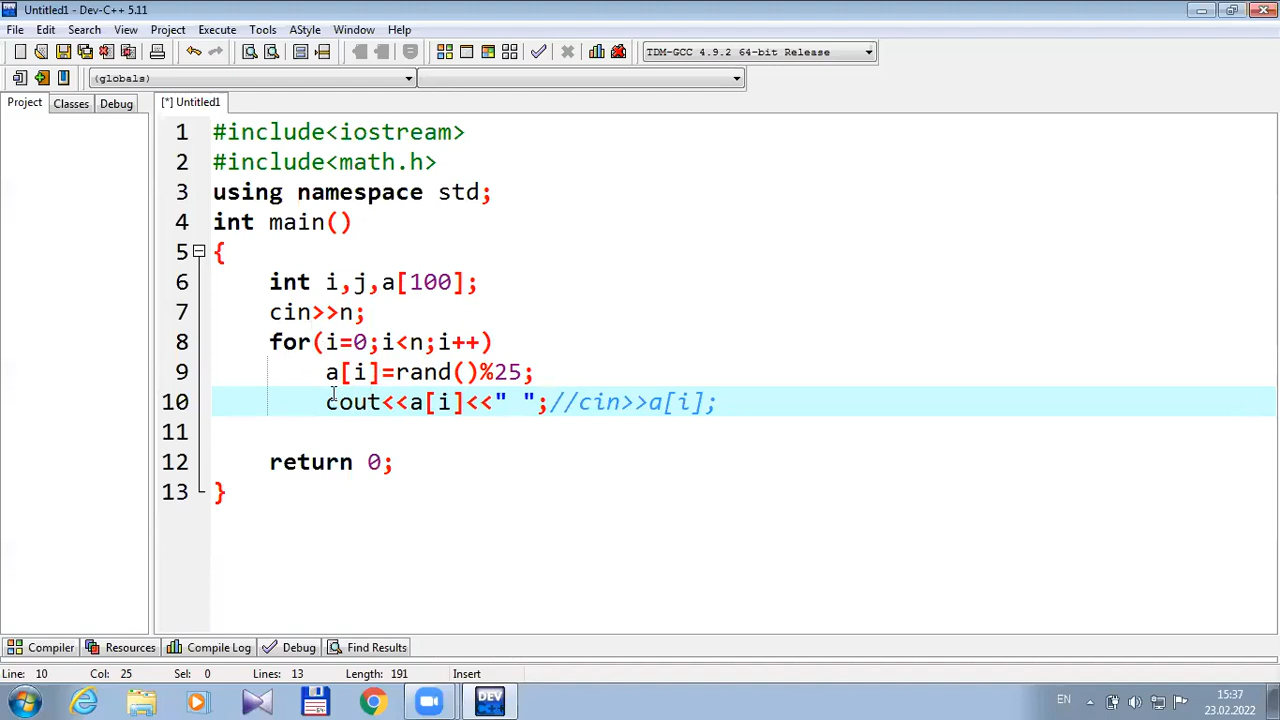 Untitled1 - Dev-C++ 5.11
File Edit Search View Project Execute Tools AStyle Window Help
TDM-GCC 4.9.2 64-bit Release
(globals)
Project Classes Debug [*] Untitled1
1 #include<iostream>
2 #include<math.h>
3 using namespace std;
4 int main()
5 {
6 int i,j,a[100];
7 cin>>n;
8 for(i=0;i<n;i++)
9 a[i]=rand()%25;
10 cout<<a[i]<<" ";//cin>>a[i];
11
12 return 0;
13 }
Compiler Resources Compile Log Debug Find Results
Line: 10 Col: 25 Sel: 0 Lines: 13 Length: 191 Insert
DEV C++
EN
15:37
23.02.2022